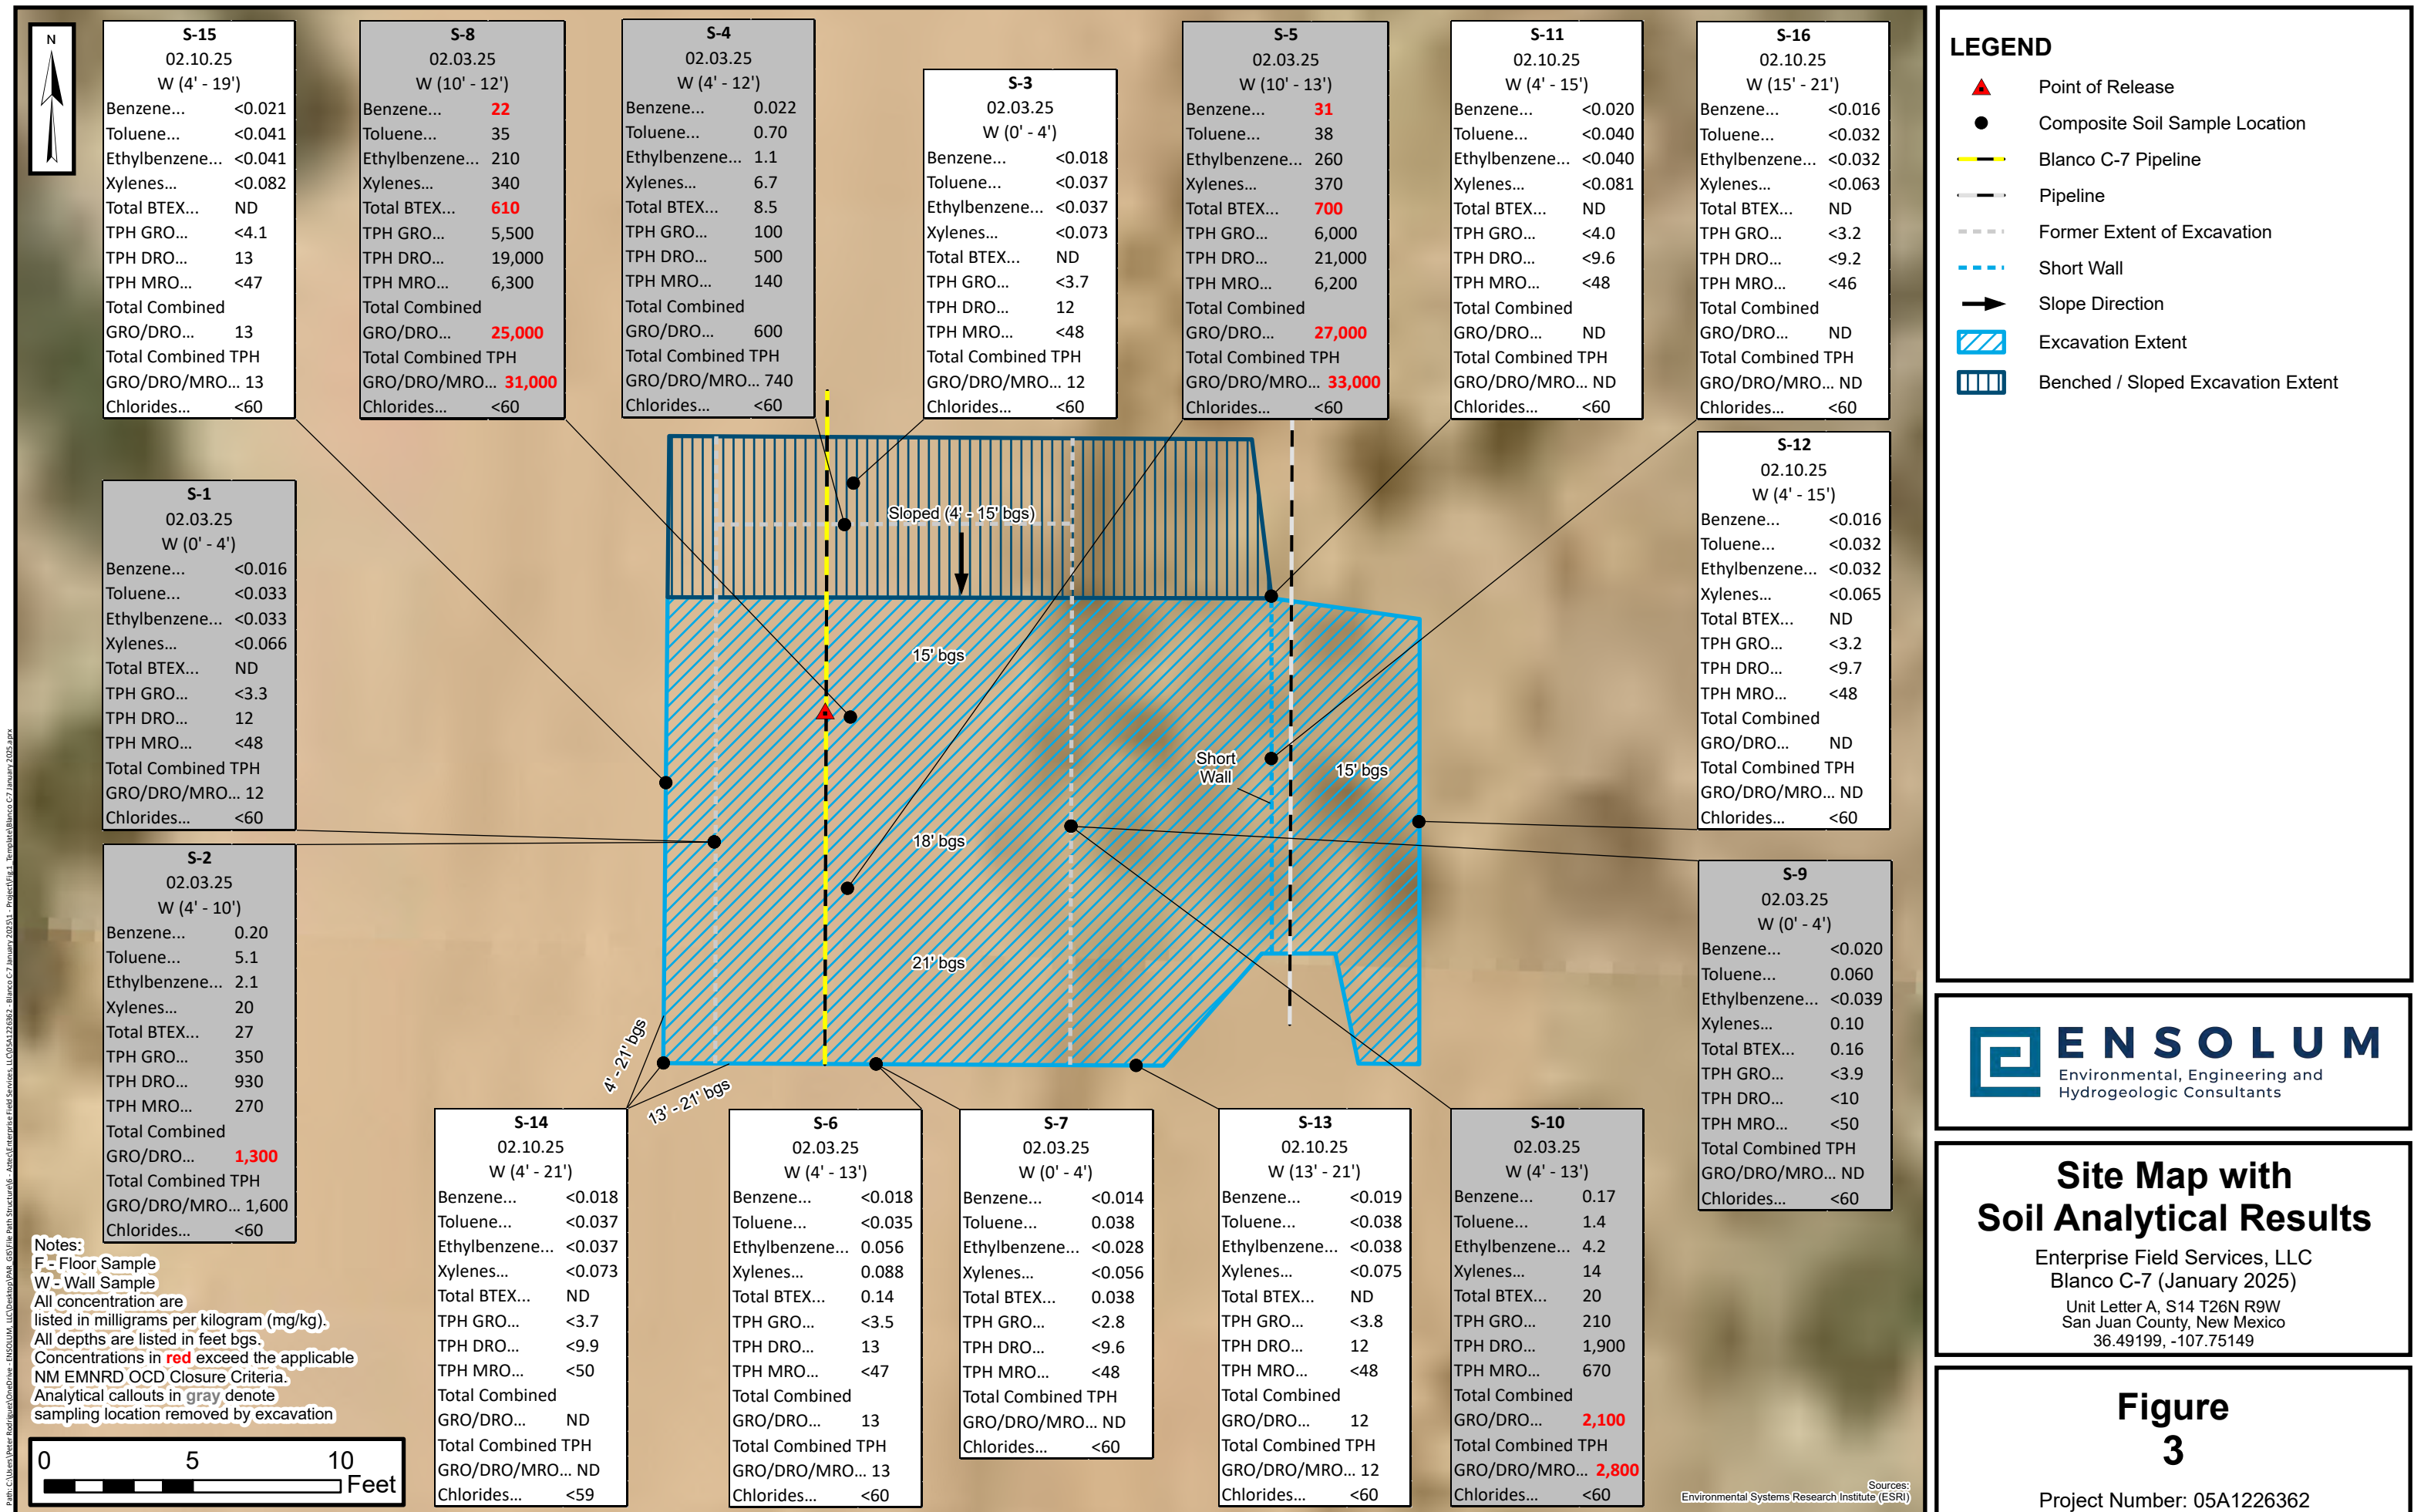 N
S-15
02.10.25
W (4' - 19')
Benzene... <0.021
Toluene... <0.041
Ethylbenzene... <0.041
Xylenes... <0.082
Total BTEX... ND
TPH GRO... <4.1
TPH DRO... 13
TPH MRO... <47
Total Combined
GRO/DRO... 13
Total Combined TPH
GRO/DRO/MRO... 13
Chlorides... <60
S-8
02.03.25
W (10' - 12')
Benzene... 22
Toluene... 35
Ethylbenzene... 210
Xylenes... 340
Total BTEX... 610
TPH GRO... 5,500
TPH DRO... 19,000
TPH MRO... 6,300
Total Combined
GRO/DRO... 25,000
Total Combined TPH
GRO/DRO/MRO... 31,000
Chlorides... <60
S-4
02.03.25
W (4' - 12')
Benzene... 0.022
Toluene... 0.70
Ethylbenzene... 1.1
Xylenes... 6.7
Total BTEX... 8.5
TPH GRO... 100
TPH DRO... 500
TPH MRO... 140
Total Combined
GRO/DRO... 600
Total Combined TPH
GRO/DRO/MRO... 740
Chlorides... <60
S-3
02.03.25
W (0' - 4')
Benzene... <0.018
Toluene... <0.037
Ethylbenzene... <0.037
Xylenes... <0.073
Total BTEX... ND
TPH GRO... <3.7
TPH DRO... 12
TPH MRO... <48
Total Combined TPH
GRO/DRO/MRO... 12
Chlorides... <60
S-5
02.03.25
W (10' - 13')
Benzene... 31
Toluene... 38
Ethylbenzene... 260
Xylenes... 370
Total BTEX... 700
TPH GRO... 6,000
TPH DRO... 21,000
TPH MRO... 6,200
Total Combined
GRO/DRO... 27,000
Total Combined TPH
GRO/DRO/MRO... 33,000
Chlorides... <60
S-11
02.10.25
W (4' - 15')
Benzene... <0.020
Toluene... <0.040
Ethylbenzene... <0.040
Xylenes... <0.081
Total BTEX... ND
TPH GRO... <4.0
TPH DRO... <9.6
TPH MRO... <48
Total Combined
GRO/DRO... ND
Total Combined TPH
GRO/DRO/MRO... ND
Chlorides... <60
S-16
02.10.25
W (15' - 21')
Benzene... <0.016
Toluene... <0.032
Ethylbenzene... <0.032
Xylenes... <0.063
Total BTEX... ND
TPH GRO... <3.2
TPH DRO... <9.2
TPH MRO... <46
Total Combined
GRO/DRO... ND
Total Combined TPH
GRO/DRO/MRO... ND
Chlorides... <60
S-1
02.03.25
W (0' - 4')
Benzene... <0.016
Toluene... <0.033
Ethylbenzene... <0.033
Xylenes... <0.066
Total BTEX... ND
TPH GRO... <3.3
TPH DRO... 12
TPH MRO... <48
Total Combined TPH
GRO/DRO/MRO... 12
Chlorides... <60
S-2
02.03.25
W (4' - 10')
Benzene... 0.20
Toluene... 5.1
Ethylbenzene... 2.1
Xylenes... 20
Total BTEX... 27
TPH GRO... 350
TPH DRO... 930
TPH MRO... 270
Total Combined
GRO/DRO... 1,300
Total Combined TPH
GRO/DRO/MRO... 1,600
Chlorides... <60
Sloped (4' - 15' bgs)
15' bgs
Short
Wall
15' bgs
18' bgs
21' bgs
4' - 21' bgs
13' - 21' bgs
S-12
02.10.25
W (4' - 15')
Benzene... <0.016
Toluene... <0.032
Ethylbenzene... <0.032
Xylenes... <0.065
Total BTEX... ND
TPH GRO... <3.2
TPH DRO... <9.7
TPH MRO... <48
Total Combined
GRO/DRO... ND
Total Combined TPH
GRO/DRO/MRO... ND
Chlorides... <60
S-9
02.03.25
W (0' - 4')
Benzene... <0.020
Toluene... 0.060
Ethylbenzene... <0.039
Xylenes... 0.10
Total BTEX... 0.16
TPH GRO... <3.9
TPH DRO... <10
TPH MRO... <50
Total Combined TPH
GRO/DRO/MRO... ND
Chlorides... <60
S-14
02.10.25
W (4' - 21')
Benzene... <0.018
Toluene... <0.037
Ethylbenzene... <0.037
Xylenes... <0.073
Total BTEX... ND
TPH GRO... <3.7
TPH DRO... <9.9
TPH MRO... <50
Total Combined
GRO/DRO... ND
Total Combined TPH
GRO/DRO/MRO... ND
Chlorides... <59
S-6
02.03.25
W (4' - 13')
Benzene... <0.018
Toluene... <0.035
Ethylbenzene... 0.056
Xylenes... 0.088
Total BTEX... 0.14
TPH GRO... <3.5
TPH DRO... 13
TPH MRO... <47
Total Combined
GRO/DRO... 13
Total Combined TPH
GRO/DRO/MRO... 13
Chlorides... <60
S-7
02.03.25
W (0' - 4')
Benzene... <0.014
Toluene... 0.038
Ethylbenzene... <0.028
Xylenes... <0.056
Total BTEX... 0.038
TPH GRO... <2.8
TPH DRO... <9.6
TPH MRO... <48
Total Combined TPH
GRO/DRO/MRO... ND
Chlorides... <60
S-13
02.10.25
W (13' - 21')
Benzene... <0.019
Toluene... <0.038
Ethylbenzene... <0.038
Xylenes... <0.075
Total BTEX... ND
TPH GRO... <3.8
TPH DRO... 12
TPH MRO... <48
Total Combined
GRO/DRO... 12
Total Combined TPH
GRO/DRO/MRO... 12
Chlorides... <60
S-10
02.03.25
W (4' - 13')
Benzene... 0.17
Toluene... 1.4
Ethylbenzene... 4.2
Xylenes... 14
Total BTEX... 20
TPH GRO... 210
TPH DRO... 1,900
TPH MRO... 670
Total Combined
GRO/DRO... 2,100
Total Combined TPH
GRO/DRO/MRO... 2,800
Chlorides... <60
Notes:
F - Floor Sample
W - Wall Sample
All concentration are
listed in milligrams per kilogram (mg/kg).
All depths are listed in feet bgs.
Concentrations in red exceed the applicable
NM EMNRD OCD Closure Criteria.
Analytical callouts in gray denote
sampling location removed by excavation
0 5 10
Feet
Sources:
Environmental Systems Research Institute (ESRI)
LEGEND
Point of Release
Composite Soil Sample Location
Blanco C-7 Pipeline
Pipeline
Former Extent of Excavation
Short Wall
Slope Direction
Excavation Extent
Benched / Sloped Excavation Extent
ENSOLUM
Environmental, Engineering and
Hydrogeologic Consultants
Site Map with
Soil Analytical Results
Enterprise Field Services, LLC
Blanco C-7 (January 2025)
Unit Letter A, S14 T26N R9W
San Juan County, New Mexico
36.49199, -107.75149
Figure
3
Project Number: 05A1226362